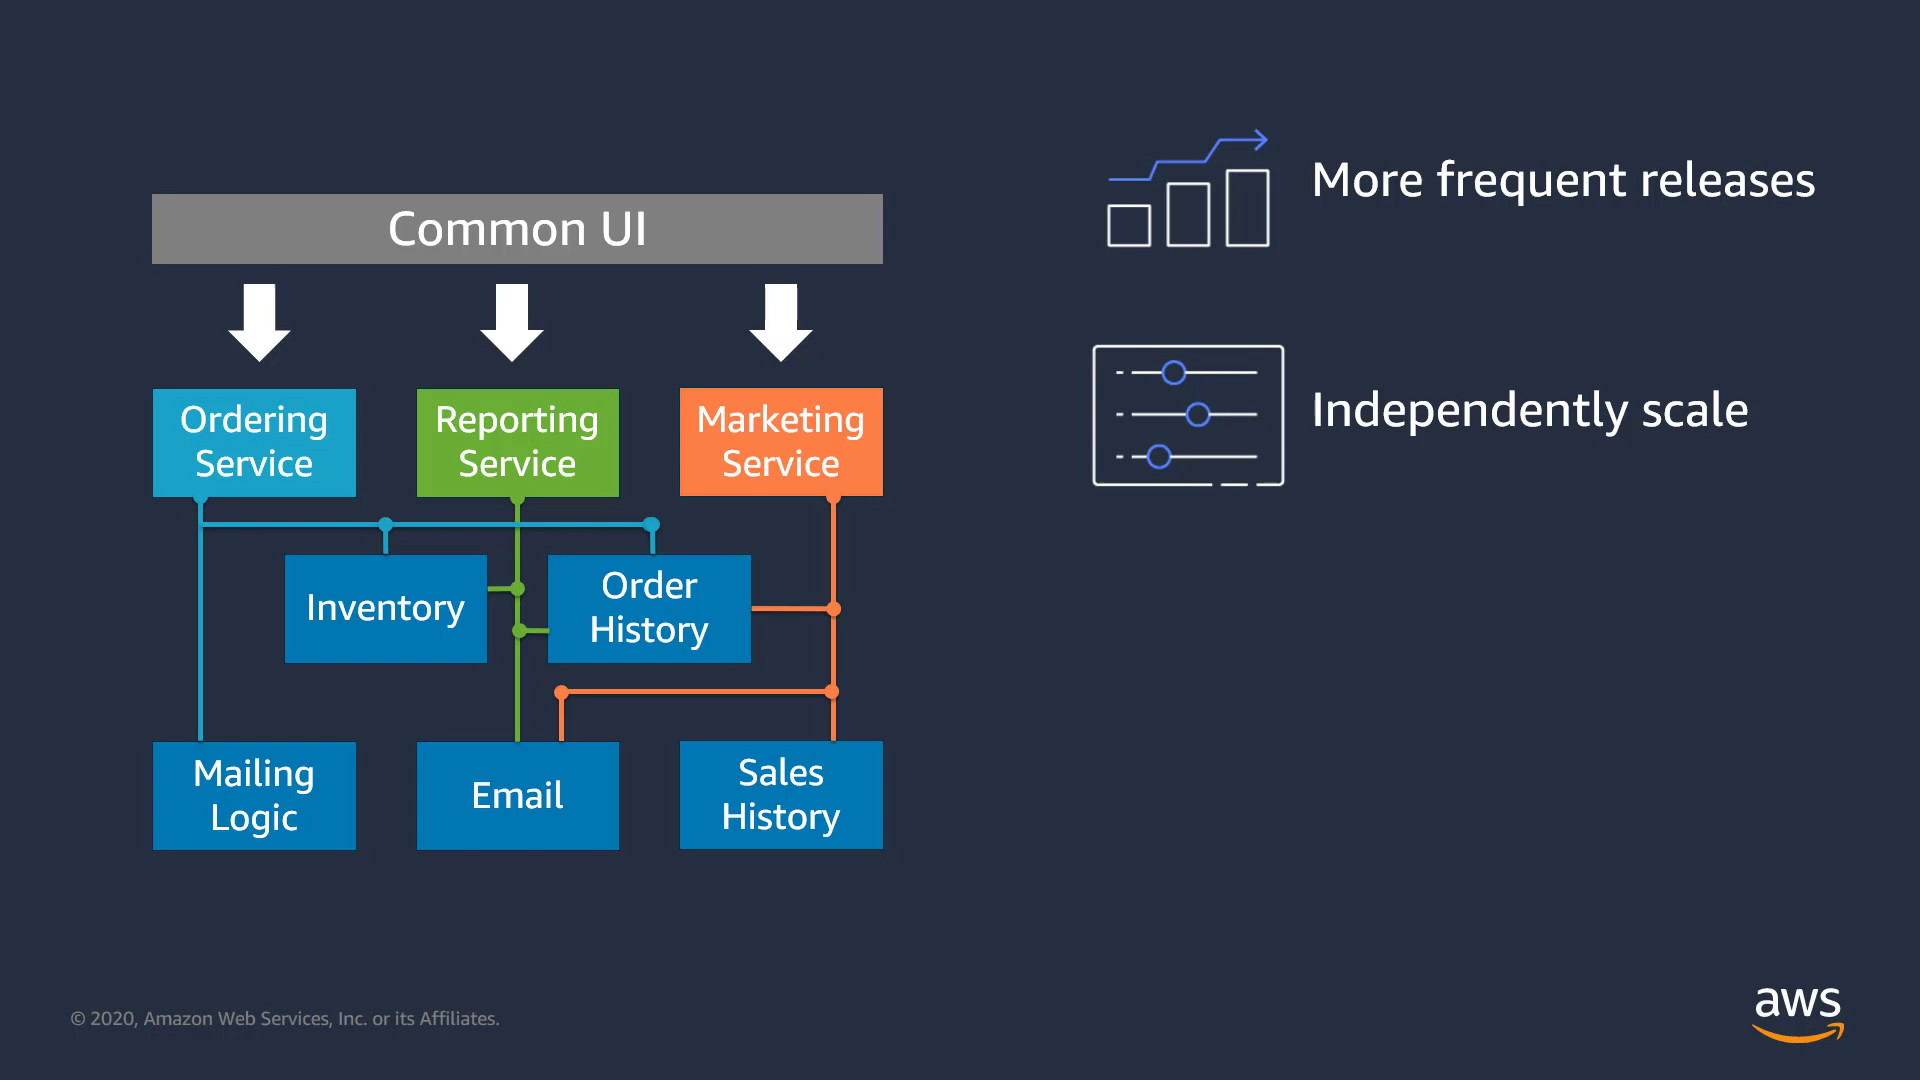 Common UI
Ordering
Service
Reporting
Service
Marketing
Service
Inventory
Order
History
Mailing
Logic
Email
Sales
History
More frequent releases
Independently scale
© 2020, Amazon Web Services, Inc. or its Affiliates.
aws